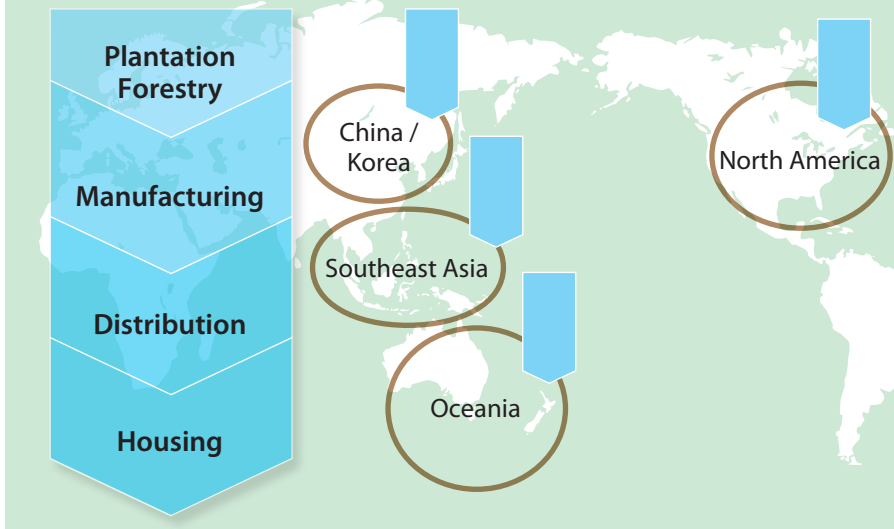 Plantation
Forestry
Manufacturing
Distribution
Housing
China /
Korea
Southeast Asia
Oceania
North America